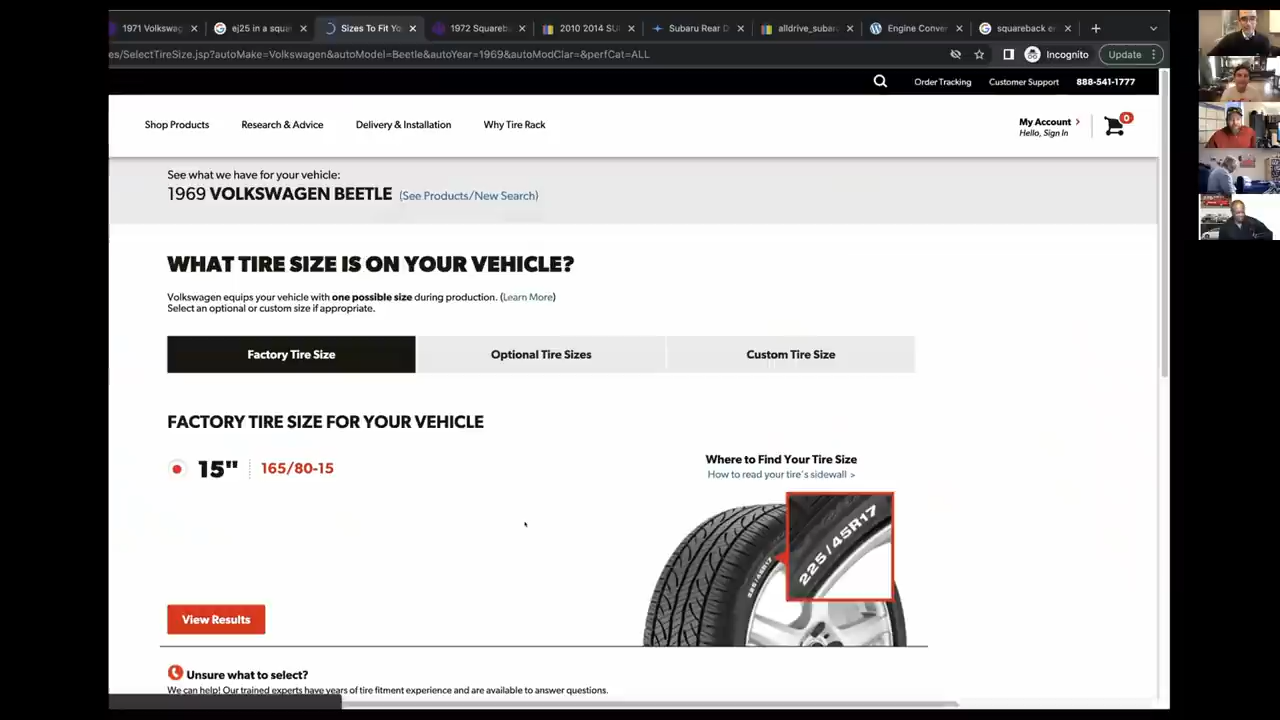 1971 Volkswag
ej25 in a squa
Sizes To Fit Yo
1972 Squareba
2010 2014 SU
Subaru Rear D
alldrive_subaru
Engine Conver
squareback en
es/SelectTireSize.jsp?autoMake=Volkswagen&autoModel=Beetle&autoYear=1969&autoModClar=&perfCat=ALL
Incognito
Update
Order Tracking
Customer Support
888-541-1777
Shop Products
Research & Advice
Delivery & Installation
Why Tire Rack
My Account >
Hello, Sign In
0
See what we have for your vehicle:
1969 VOLKSWAGEN BEETLE (See Products/New Search)
WHAT TIRE SIZE IS ON YOUR VEHICLE?
Volkswagen equips your vehicle with one possible size during production. (Learn More)
Select an optional or custom size if appropriate.
Factory Tire Size
Optional Tire Sizes
Custom Tire Size
FACTORY TIRE SIZE FOR YOUR VEHICLE
15"
165/80-15
Where to Find Your Tire Size
How to read your tire's sidewall >
225/45R17
225/45R17
View Results
Unsure what to select?
We can help! Our trained experts have years of tire fitment experience and are available to answer questions.